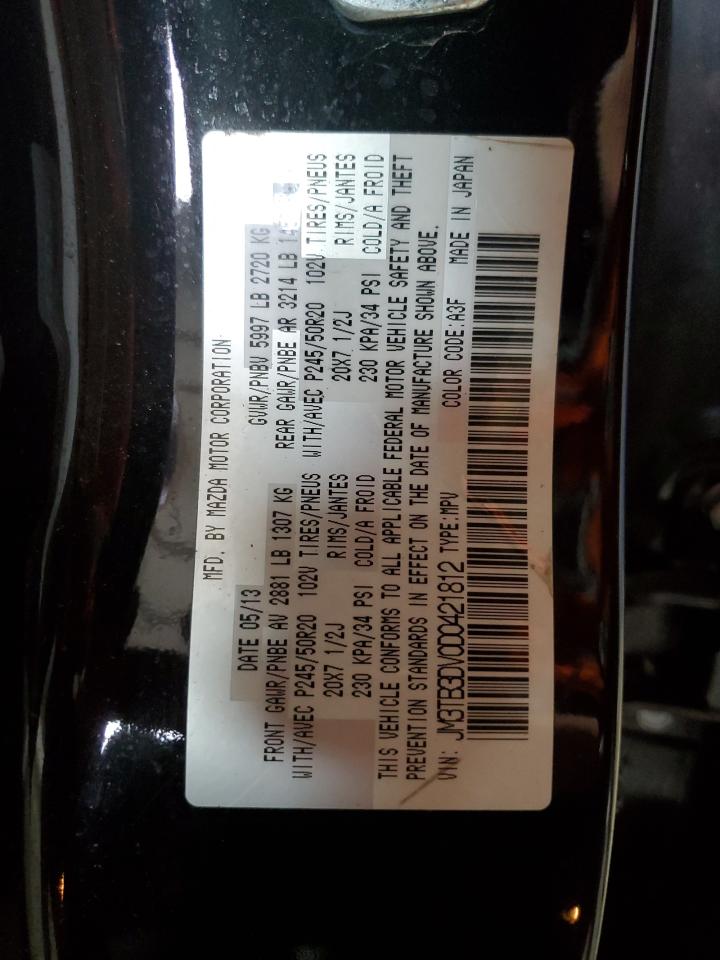 MFD. BY MAZDA MOTOR CORPORATION
DATE 05/13 GVWR/PNBV 5997 LB 2720 KG
FRONT GAWR/PNBE AV 2881 LB 1307 KG REAR GAWR/PNBE AR 3214 LB
WITH/AVEC P245/50R20 102V TIRES/PNEUS WITH/AVEC P245/50R20 102V TIRES/PNEUS
20X7 1/2J RIMS/JANTES 20X7 1/2J RIMS/JANTES
230 KPA/34 PSI COLD/A FROID 230 KPA/34 PSI COLD/A FROID
THIS VEHICLE CONFORMS TO ALL APPLICABLE FEDERAL MOTOR VEHICLE SAFETY AND THEFT
PREVENTION STANDARDS IN EFFECT ON THE DATE OF MANUFACTURE SHOWN ABOVE.
VIN: JM3TB3DV0D0421812 TYPE:MPV COLOR CODE:A3F MADE IN JAPAN